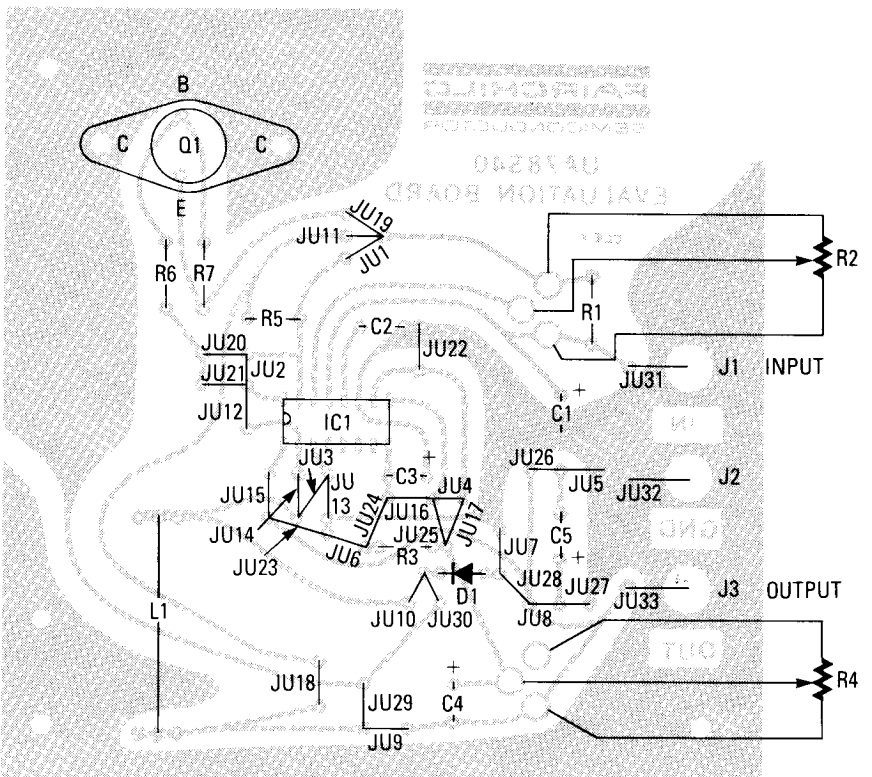 FAIRCHILD
SEMICONDUCTOR
UA78S40
EVALUATION BOARD
B
C Q1 C
E
JU19
JU11
JU1
R6 R7
R2
R1
R5
C2
JU20
JU22
JU2
JU21
JU31
J1 INPUT
JU12
IC1
C1
IN
JU3
JU26
C3
JU4
JU5
JU32
J2
JU15
JU
13
JU24
JU16
JU17
JU14
JU25
C5
GND
JU6
R3
JU7
JU23
JU28
JU27
D1
JU33
J3 OUTPUT
JU10
JU30
JU8
L1
OUT
JU18
R4
JU29
C4
JU9